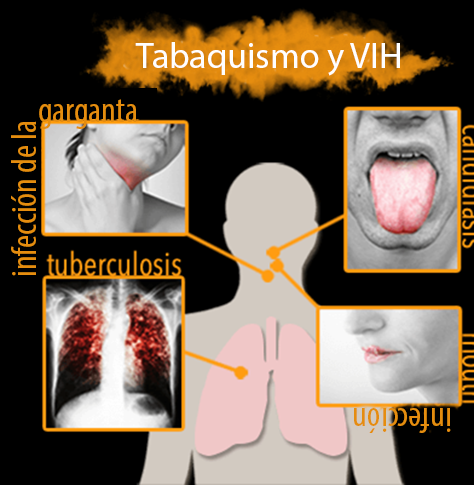 Tabaquismo y VIH
infección de la
garganta
candidiasis
tuberculosis
infección